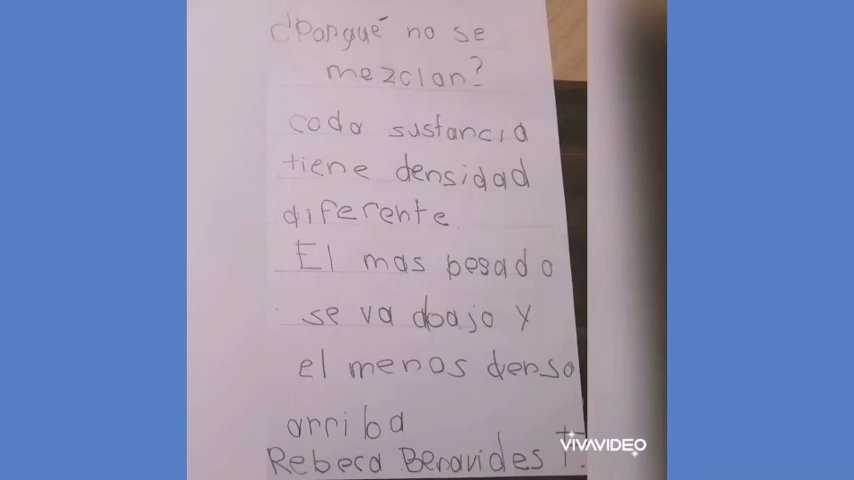 ¿Porqué no se
mezclan?
cada sustancia
tiene densidad
diferente.
El mas pesado
se va abajo y
el menos denso
arriba
Rebeca Benavides T.
VIVAVIDEO